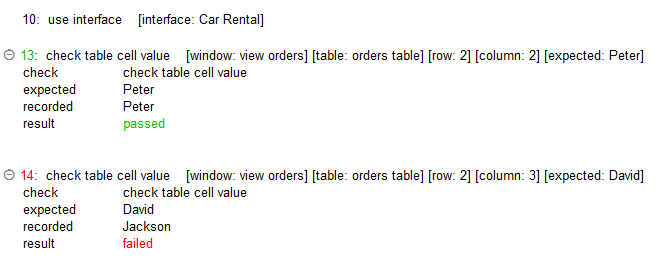 10: use interface [interface: Car Rental]
13: check table cell value [window: view orders] [table: orders table] [row: 2] [column: 2] [expected: Peter]
check check table cell value
expected Peter
recorded Peter
result passed
14: check table cell value [window: view orders] [table: orders table] [row: 2] [column: 3] [expected: David]
check check table cell value
expected David
recorded Jackson
result failed